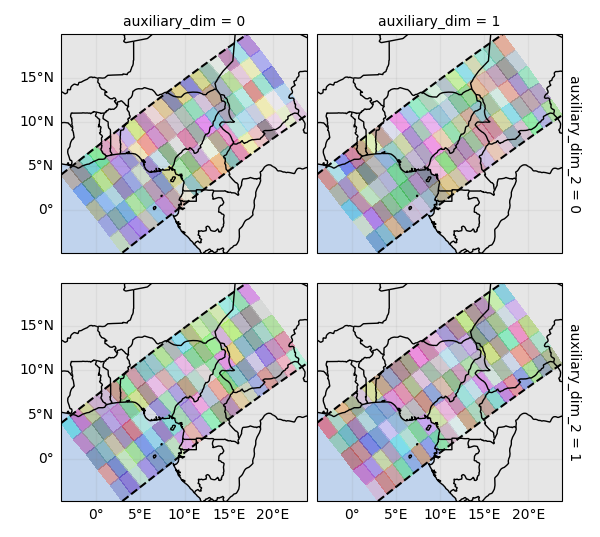 auxiliary_dim = 0
auxiliary_dim = 1
15°N
10°N
5°N
0°
auxiliary_dim_2 = 0
15°N
10°N
5°N
0°
auxiliary_dim_2 = 1
0° 5°E 10°E 15°E 20°E
0° 5°E 10°E 15°E 20°E